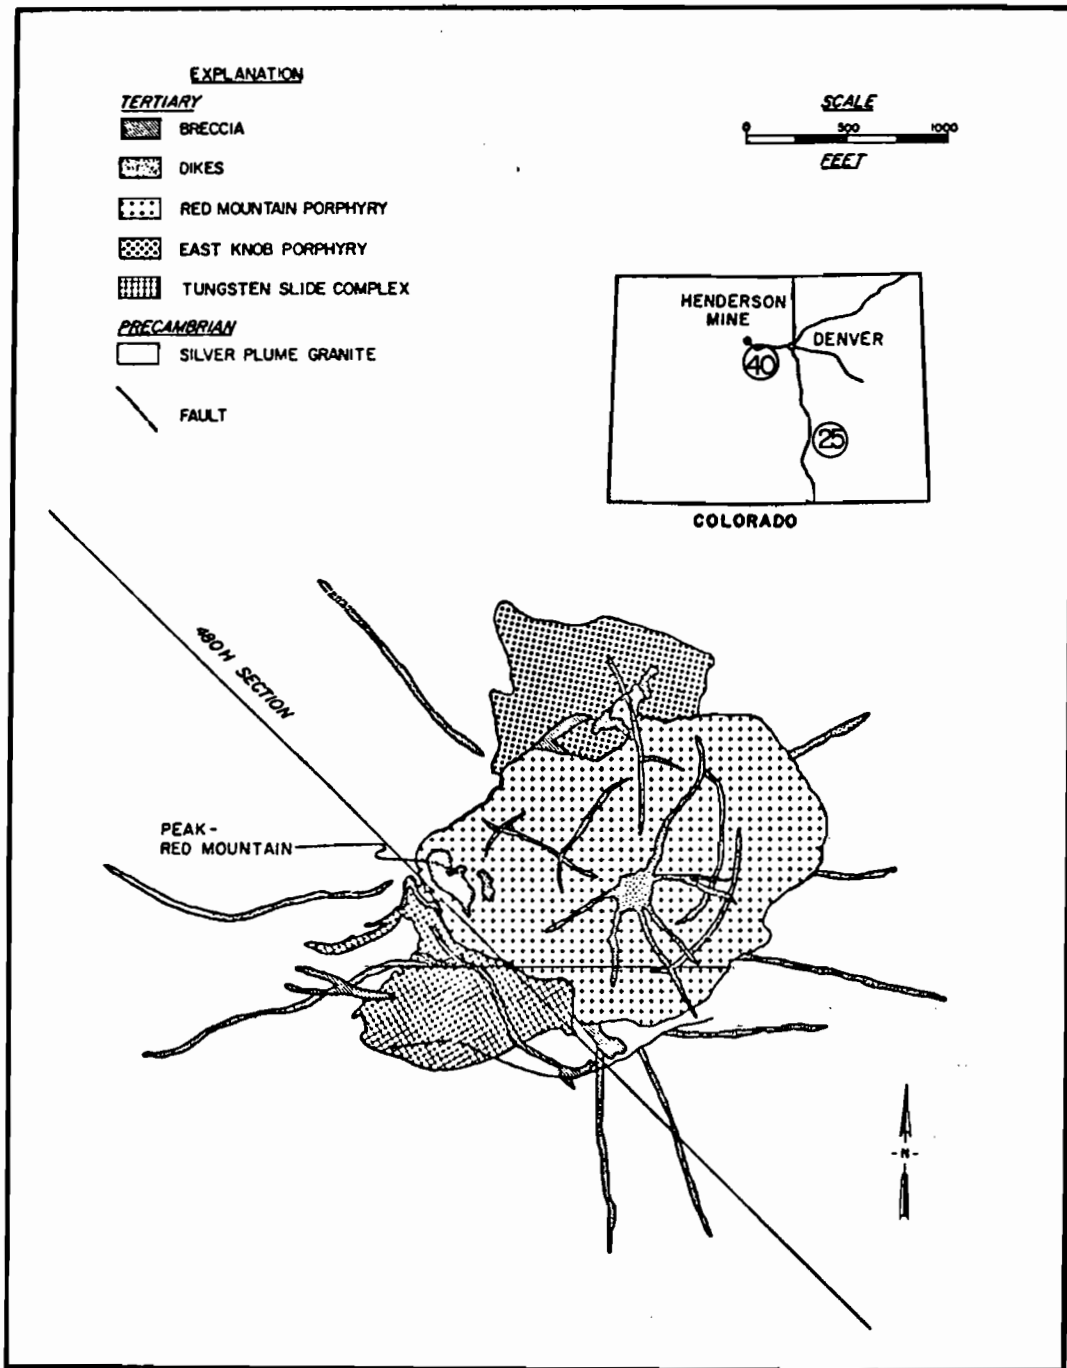 EXPLANATION
TERTIARY
BRECCIA
DIKES
RED MOUNTAIN PORPHYRY
EAST KNOB PORPHYRY
TUNGSTEN SLIDE COMPLEX
PRECAMBRIAN
SILVER PLUME GRANITE
FAULT
SCALE
0 500 1000
FEET
HENDERSON
MINE
DENVER
40
25
COLORADO
480H SECTION
PEAK-
RED MOUNTAIN
-N-